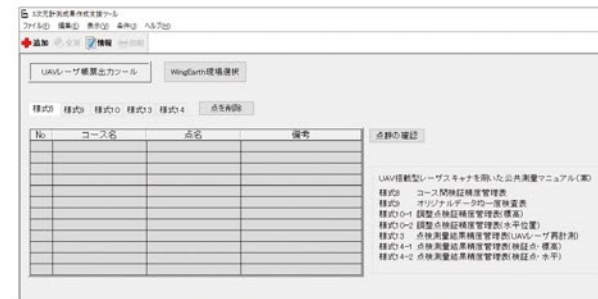 3次元計測成果作成支援ツール
ファイル(F) 編集(E) 表示(V) 条件(J) ヘルプ(H)
追加 全消 情報 印刷
UAVレーザ帳票出力ツール WingEarth現場選択
様式8 様式9 様式10 様式13 様式14 点を削除
No コース名 点名 備考 点群の確認
UAV搭載型レーザスキャナを用いた公共測量マニュアル(案)
様式8 コース間検証精度管理表
様式9 オリジナルデータ均一度検査表
様式10-1 調整点検証精度管理表(標高)
様式10-2 調整点検証精度管理表(水平位置)
様式13 点検測量結果精度管理表(UAVレーザ再計測)
様式14-1 点検測量結果精度管理表(検証点・標高)
様式14-2 点検測量結果精度管理表(検証点・水平)